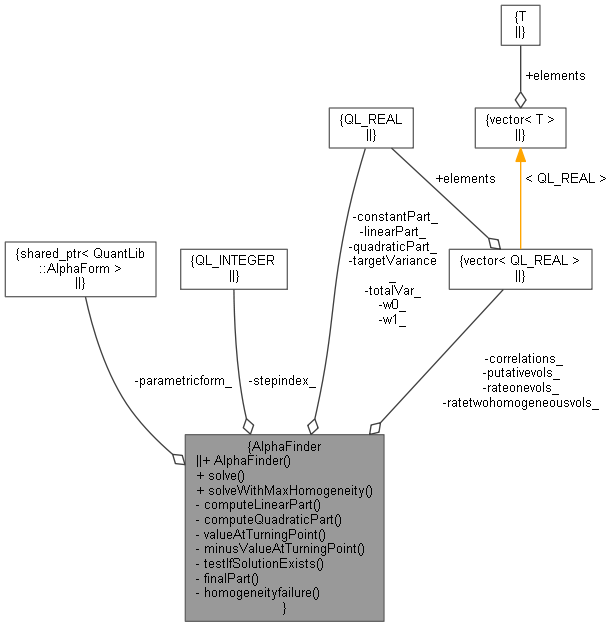 {T
||}
+elements
{QL_REAL
||}
{vector< T >
||}
+elements
< QL_REAL >
{shared_ptr< QuantLib
::AlphaForm >
||}
{QL_INTEGER
||}
-constantPart_
-linearPart_
-quadraticPart_
-targetVariance
_
-totalVar_
-w0_
-w1_
{vector< QL_REAL >
||}
-parametricform_
-stepindex_
-correlations_
-putativevols_
-rateonevols_
-ratetwohomogeneousvols_
{AlphaFinder
||+ AlphaFinder()
+ solve()
+ solveWithMaxHomogeneity()
- computeLinearPart()
- computeQuadraticPart()
- valueAtTurningPoint()
- minusValueAtTurningPoint()
- testIfSolutionExists()
- finalPart()
- homogeneityfailure()
}